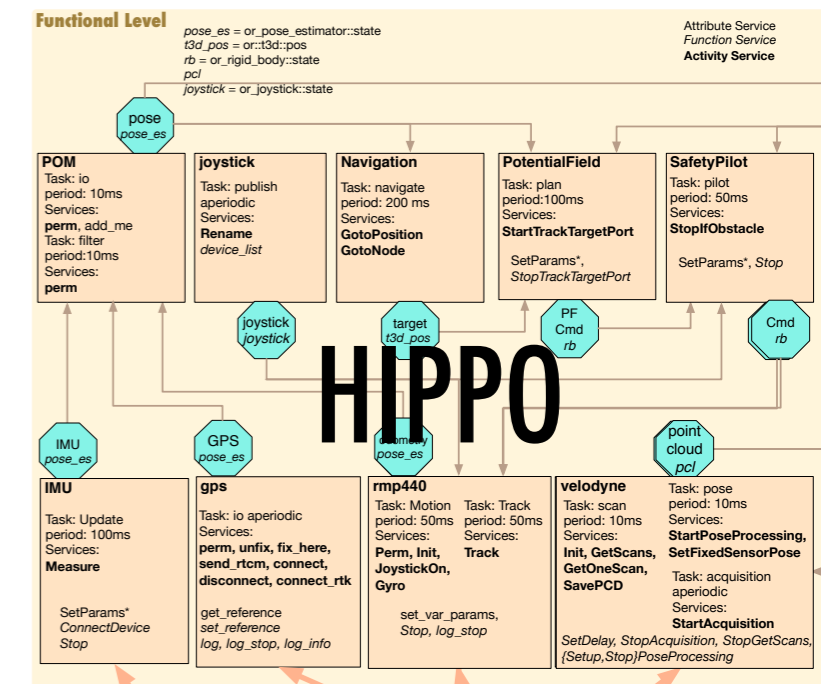 Functional Level
pose_es = or_pose_estimator::state
t3d_pos = or::t3d::pos
rb = or_rigid_body::state
pcl
joystick = or_joystick::state
Attribute Service
Function Service
Activity Service
pose
pose_es
POM
Task: io
period: 10ms
Services:
perm, add_me
Task: filter
period:10ms
Services:
perm
joystick
Task: publish
aperiodic
Services:
Rename
device_list
Navigation
Task: navigate
period: 200 ms
Services:
GotoPosition
GotoNode
PotentialField
Task: plan
period:100ms
Services:
StartTrackTargetPort
SetParams*,
StopTrackTargetPort
SafetyPilot
Task: pilot
period: 50ms
Services:
StopIfObstacle
SetParams*, Stop
joystick
joystick
target
t3d_pos
PF
Cmd
rb
Cmd
rb
HIPPO
IMU
pose_es
GPS
pose_es
pose_es
point
cloud
pcl
IMU
Task: Update
period: 100ms
Services:
Measure
SetParams*
ConnectDevice
Stop
gps
Task: io aperiodic
Services:
perm, unfix, fix_here,
send_rtcm, connect,
disconnect, connect_rtk
get_reference
set_reference
log, log_stop, log_info
rmp440
Task: Motion
period: 50ms
Services:
Perm, Init,
JoystickOn,
Gyro
Task: Track
period: 50ms
Services:
Track
set_var_params,
Stop, log_stop
velodyne
Task: scan
period: 10ms
Services:
Init, GetScans,
GetOneScan,
SavePCD
Task: pose
period: 10ms
Services:
StartPoseProcessing,
SetFixedSensorPose
Task: acquisition
aperiodic
Services:
StartAcquisition
SetDelay, StopAcquisition, StopGetScans,
{Setup,Stop}PoseProcessing